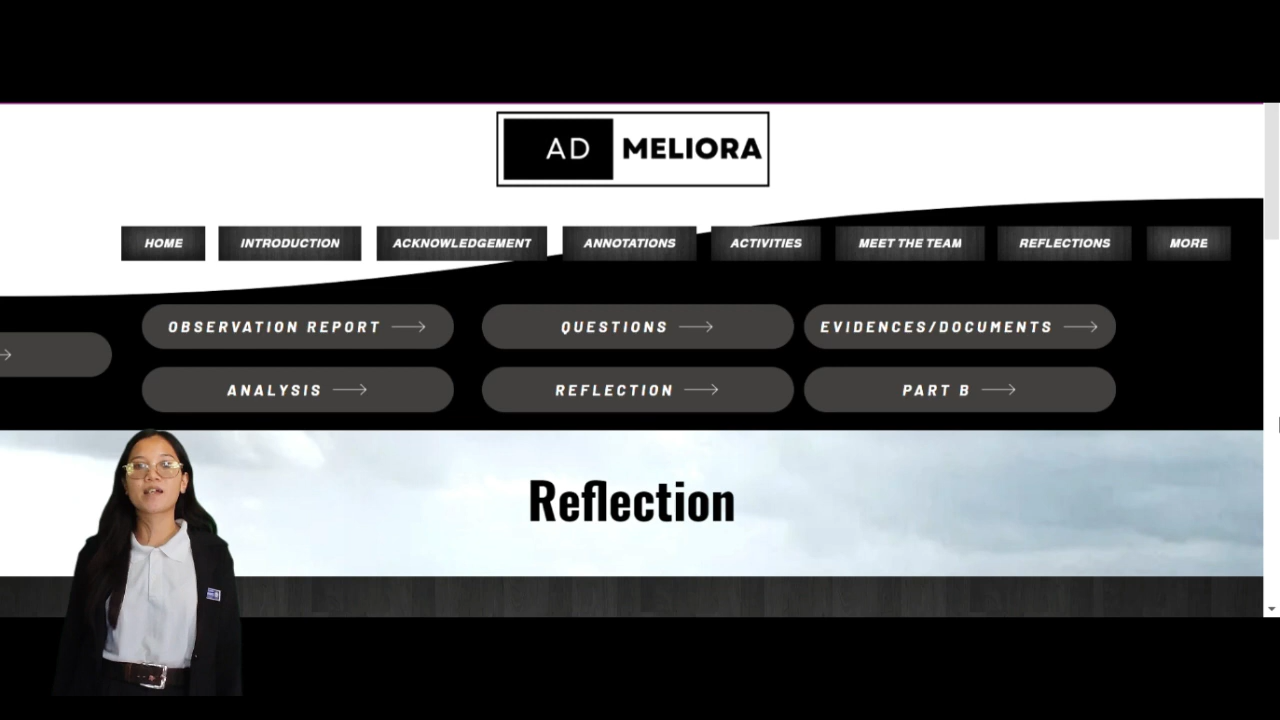 AD MELIORA
HOME INTRODUCTION ACKNOWLEDGEMENT ANNOTATIONS ACTIVITIES MEET THE TEAM REFLECTIONS MORE
OBSERVATION REPORT QUESTIONS EVIDENCES/DOCUMENTS
ANALYSIS REFLECTION PART B
Reflection